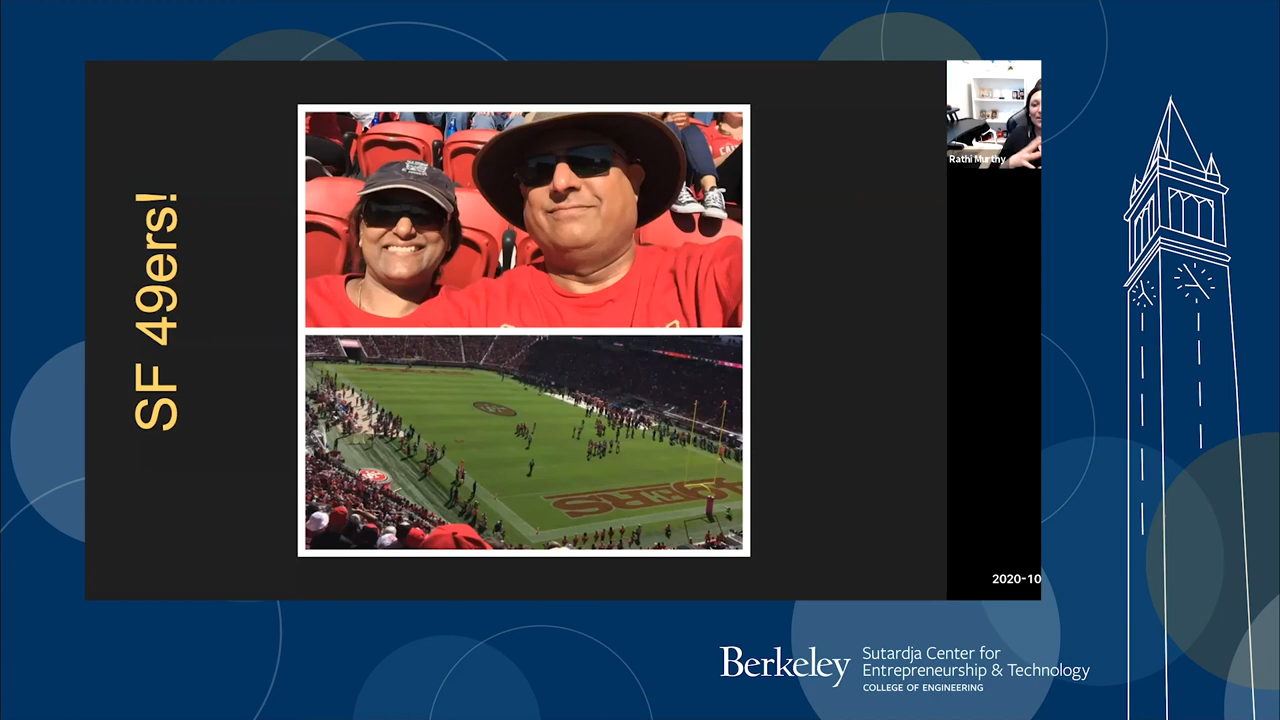 SF 49ers!
Rathi Murthy
49ERS
2020-10
Berkeley
Sutardja Center for
Entrepreneurship & Technology
COLLEGE OF ENGINEERING